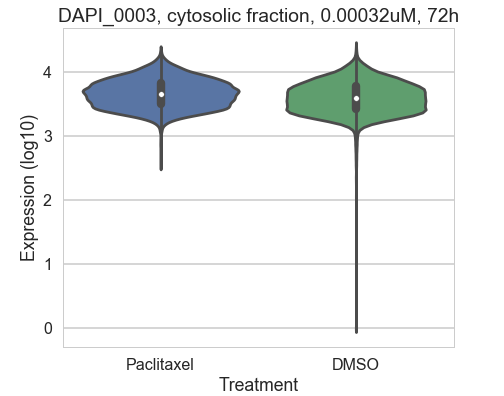 DAPI_0003, cytosolic fraction, 0.00032uM, 72h
Expression (log10)
4
3
2
1
0
Paclitaxel DMSO
Treatment